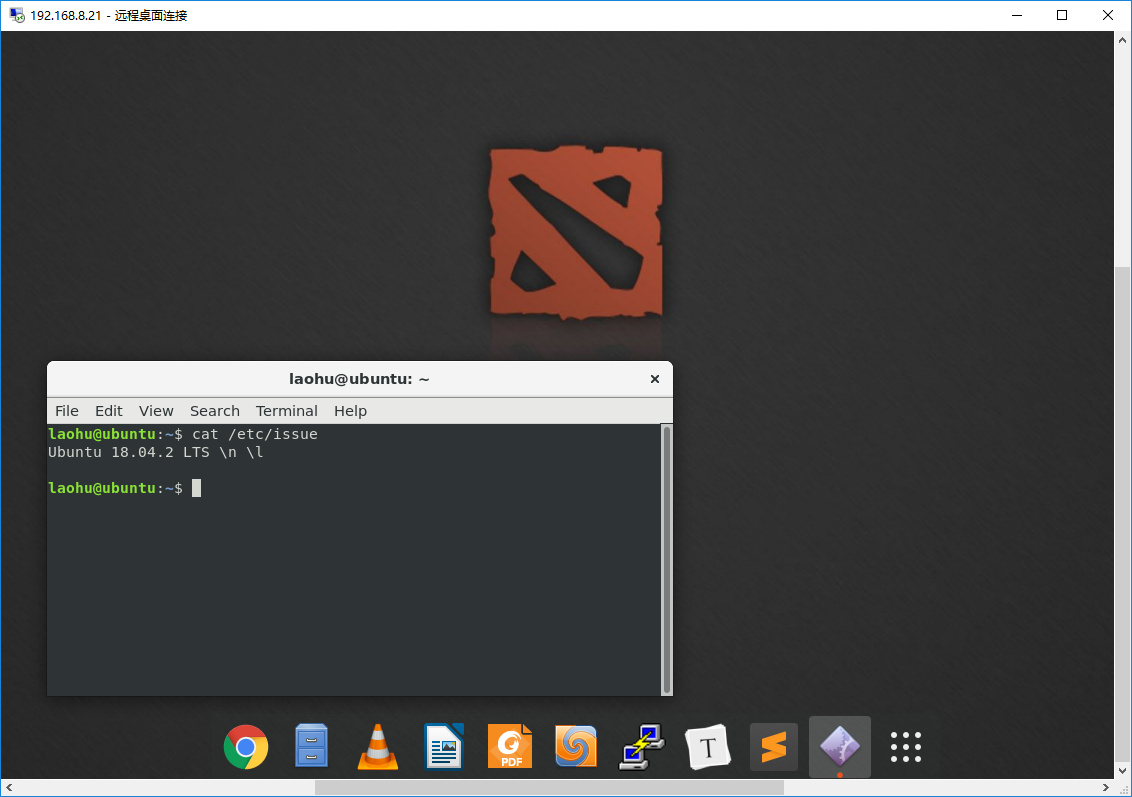 192.168.8.21 - 远程桌面连接
laohu@ubuntu: ~
File Edit View Search Terminal Help
laohu@ubuntu:~$ cat /etc/issue
Ubuntu 18.04.2 LTS \n \l
laohu@ubuntu:~$
PDF
T